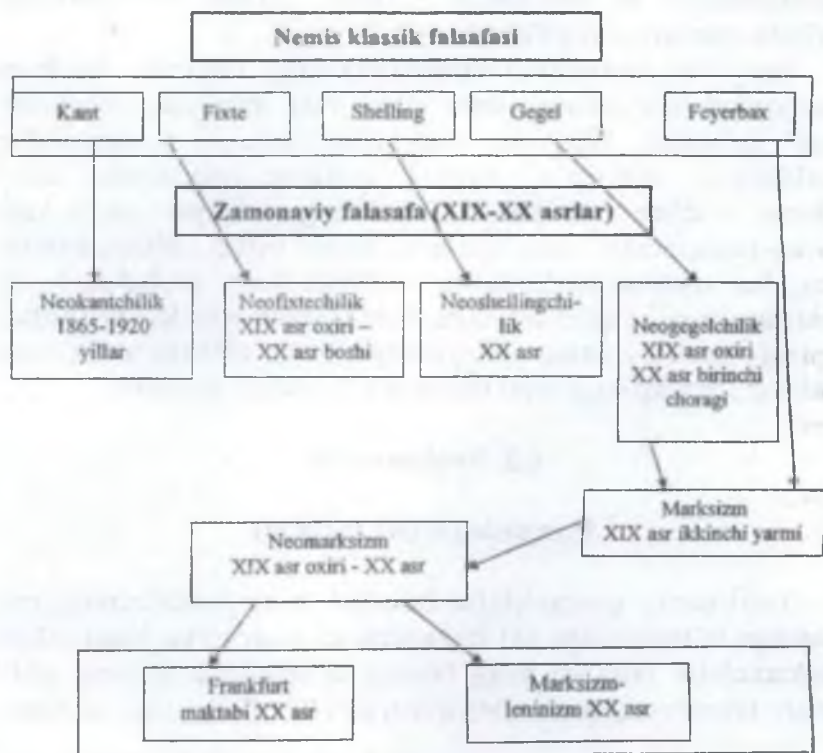 Nemis klassik falsafasi
Kant
Fixte
Shelling
Gegel
Feyerbax
Zamonaviy falasafa (XIX-XX asrlar)
Neokantchilik
1865-1920
yillar
Neofixtechilik
XIX asr oxiri –
XX asr boshi
Neoshellingchi-
lik
XX asr
Neogegelchilik
XIX asr oxiri
XX asr birinchi
choragi
Marksizm
XIX asr ikkinchi yarmi
Neomarksizm
XIX asr oxiri - XX asr
Frankfurt
maktabi XX asr
Marksizm-
leninizm XX asr